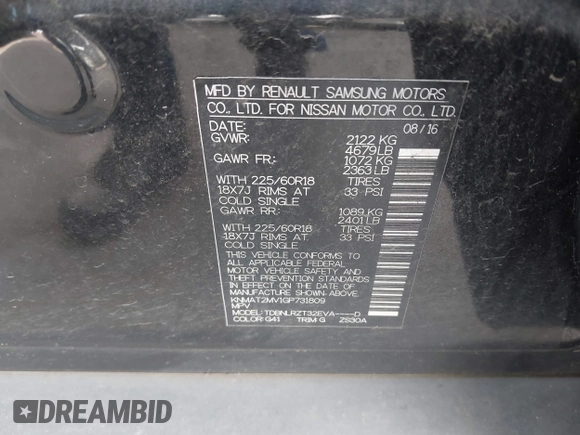 MFD BY RENAULT SAMSUNG MOTORS
CO., LTD. FOR NISSAN MOTOR CO., LTD.
DATE: 08/16
GVWR: 2122 KG
4679LB
GAWR FR: 1072 KG
2363LB
WITH 225/60R18 TIRES
18X7J RIMS AT 33 PSI
COLD SINGLE
GAWR RR: 1089 KG
2401LB
WITH 225/60R18 TIRES
18X7J RIMS AT 33 PSI
COLD SINGLE
THIS VEHICLE CONFORMS TO
ALL APPLICABLE FEDERAL
MOTOR VEHICLE SAFETY AND
THEFT PREVENTION STANDARDS
IN EFFECT ON THE DATE OF
MANUFACTURE SHOWN ABOVE.
KNMAT2MV1GP731809
MPV
MODEL: TDBNLRZT32EVA----D
COLOR: G41 TRIM: G ZS30A
DREAMBID